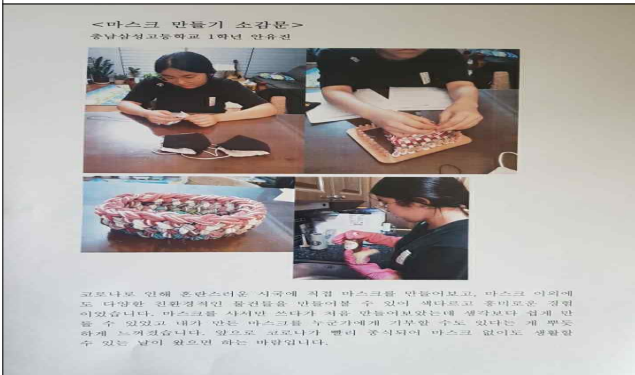 <마스크 만들기 소감문>
충남삼성고등학교 1학년 안유진
코로나로 인해 혼란스러운 시국에 직접 마스크를 만들어보고, 마스크 이외에
도 다양한 친환경적인 물건들을 만들어볼 수 있어 색다르고 흥미로운 경험
이었습니다. 마스크를 사서만 쓰다가 처음 만들어보았는데 생각보다 쉽게 만
들 수 있었고 내가 만든 마스크를 누군가에게 기부할 수도 있다는 게 뿌듯
하게 느껴졌습니다. 앞으로 코로나가 빨리 종식되어 마스크 없이도 생활할
수 있는 날이 왔으면 하는 바람입니다.